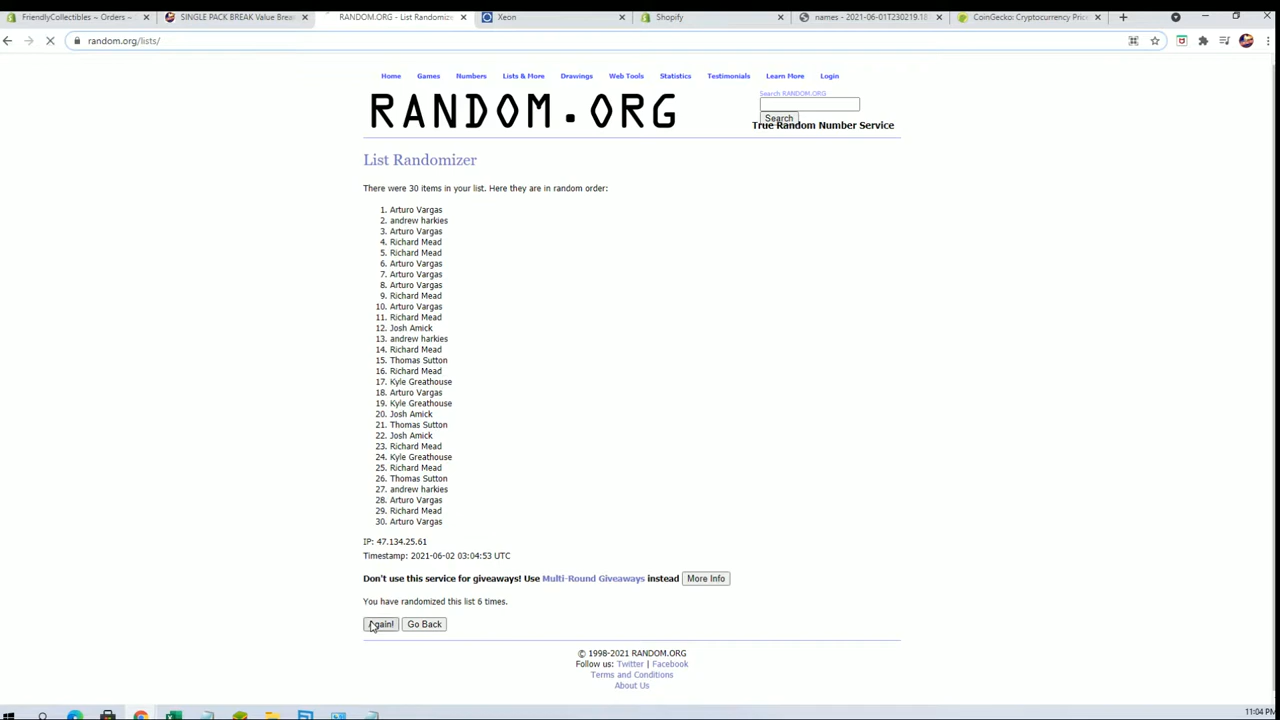 FriendlyCollectibles ~ Orders ~
SINGLE PACK BREAK Value Break
RANDOM.ORG - List Randomizer
Xeon
Shopify
names - 2021-06-01T230219.18
CoinGecko: Cryptocurrency Pric
random.org/lists/
Home Games Numbers Lists & More Drawings Web Tools Statistics Testimonials Learn More Login
RANDOM.ORG
Search RANDOM.ORG
Search
True Random Number Service
List Randomizer
There were 30 items in your list. Here they are in random order:
1. Arturo Vargas
2. andrew harkies
3. Arturo Vargas
4. Richard Mead
5. Richard Mead
6. Arturo Vargas
7. Arturo Vargas
8. Arturo Vargas
9. Richard Mead
10. Arturo Vargas
11. Richard Mead
12. Josh Amick
13. andrew harkies
14. Richard Mead
15. Thomas Sutton
16. Richard Mead
17. Kyle Greathouse
18. Arturo Vargas
19. Kyle Greathouse
20. Josh Amick
21. Thomas Sutton
22. Josh Amick
23. Richard Mead
24. Kyle Greathouse
25. Richard Mead
26. Thomas Sutton
27. andrew harkies
28. Arturo Vargas
29. Richard Mead
30. Arturo Vargas
IP: 47.134.25.61
Timestamp: 2021-06-02 03:04:53 UTC
Don't use this service for giveaways! Use Multi-Round Giveaways instead More Info
You have randomized this list 6 times.
Again! Go Back
© 1998-2021 RANDOM.ORG
Follow us: Twitter | Facebook
Terms and Conditions
About Us
11:04 PM